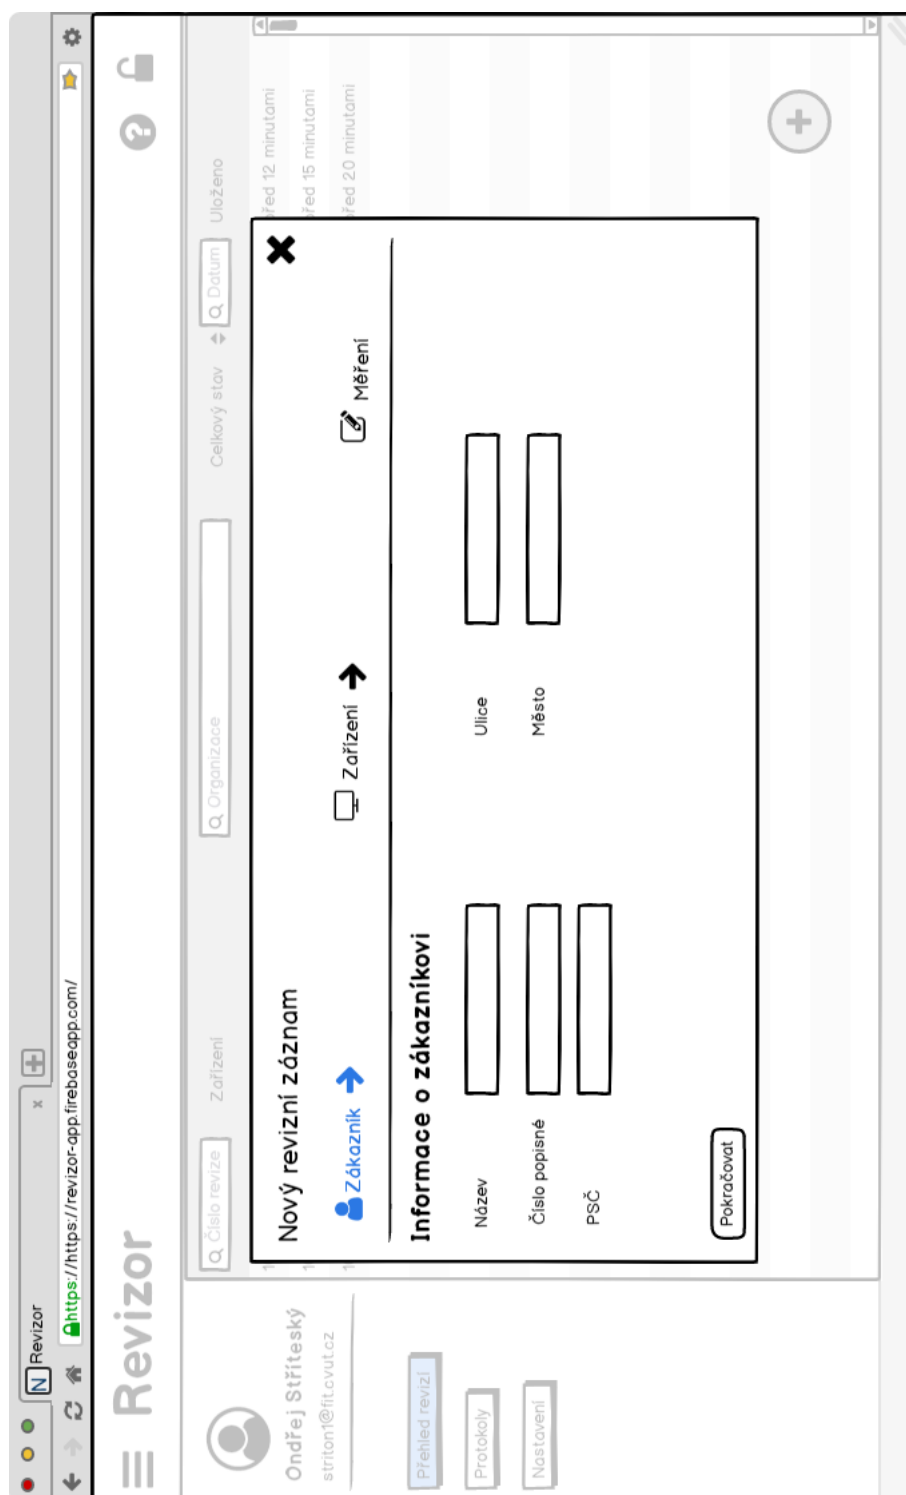 Revizor
https://https://revizor-app.firebaseapp.com/
Revizor
Ondřej Stříteský
striton1@fit.cvut.cz
Přehled revizí
Protokoly
Nastavení
Číslo revize Zařízení Organizace Celkový stav Datum Uloženo
před 12 minutami
před 15 minutami
před 20 minutami
Nový revizní záznam
Zákazník Zařízení Měření
Informace o zákazníkovi
Název Ulice
Číslo popisné Město
PSČ
Pokračovat